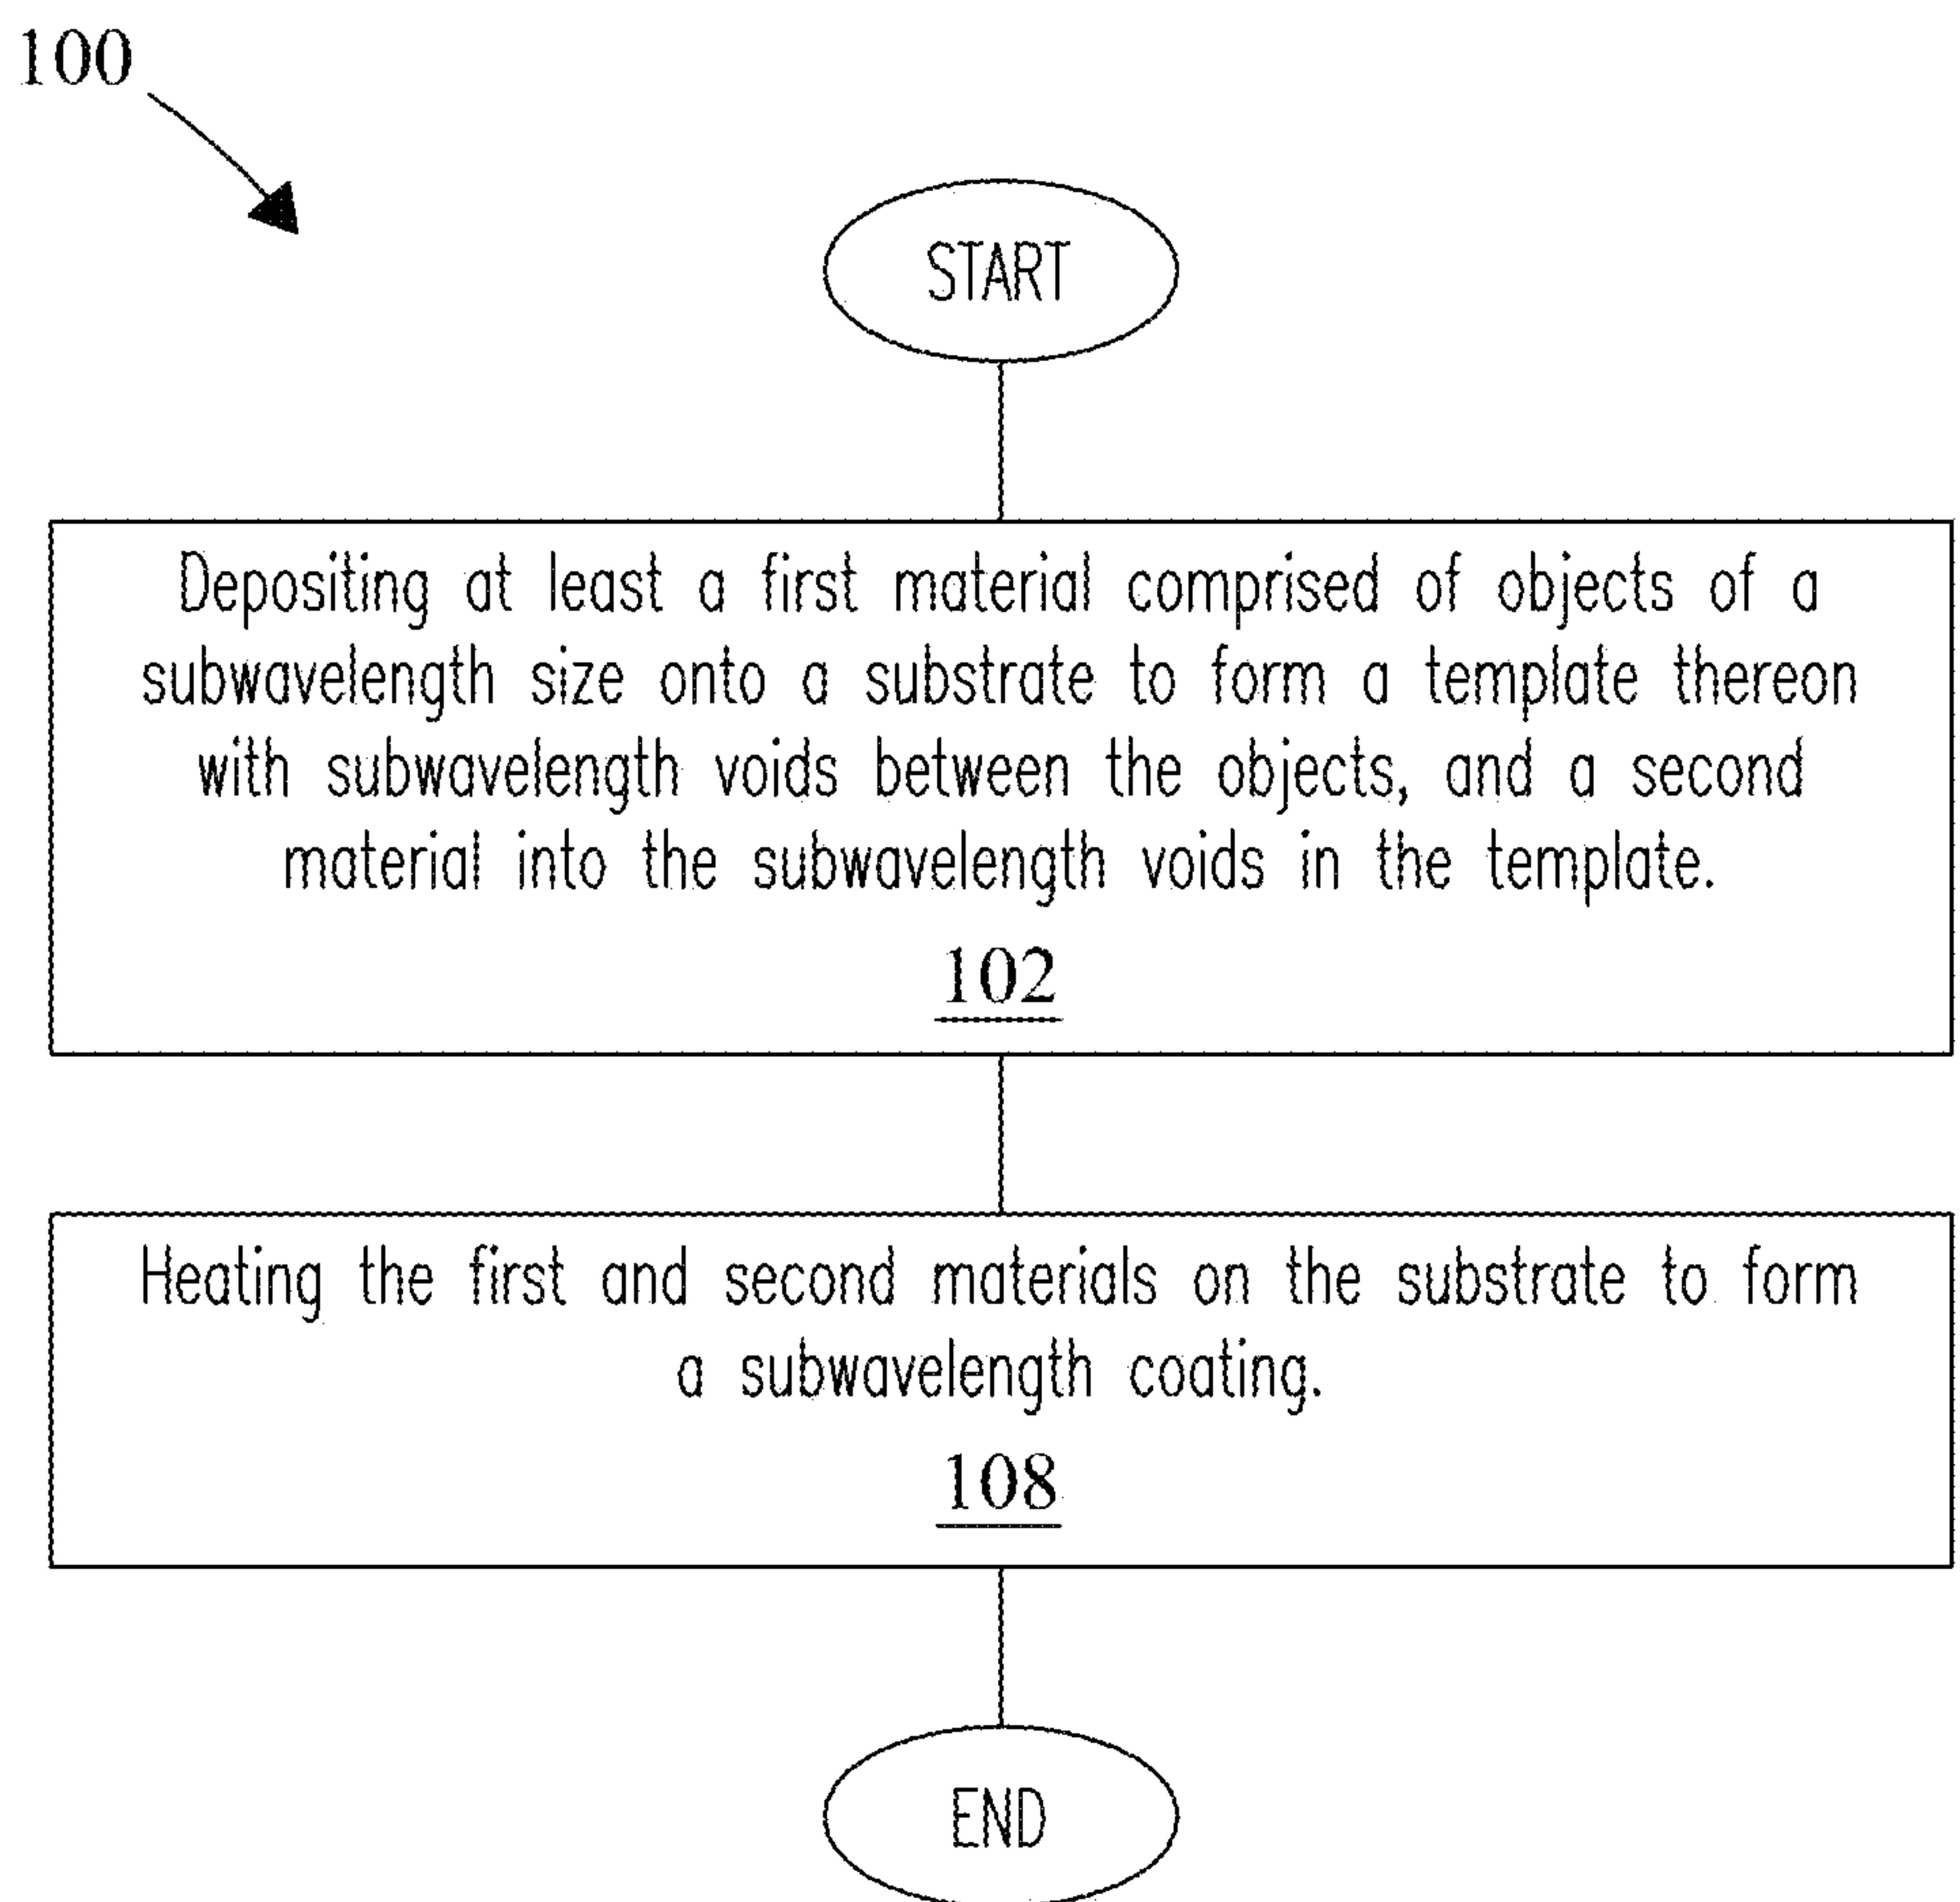 100
START
Depositing at least a first material comprised of objects of a
subwavelength size onto a substrate to form a template thereon
with subwavelength voids between the objects, and a second
material into the subwavelength voids in the template.
102
Heating the first and second materials on the substrate to form
a subwavelength coating.
108
END